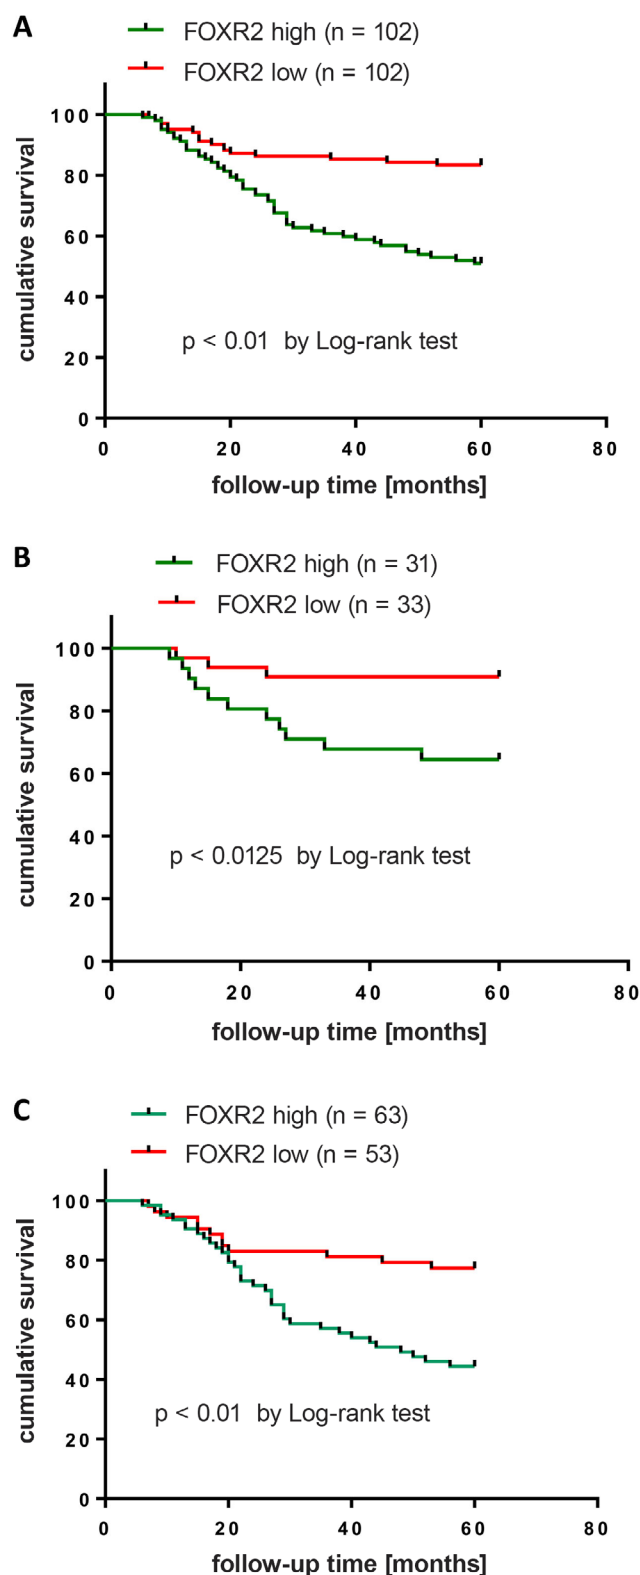 A
FOXR2 high (n = 102)
FOXR2 low (n = 102)
cumulative survival
100
80
60
40
20
0
p < 0.01 by Log-rank test
0 20 40 60 80
follow-up time [months]
B
FOXR2 high (n = 31)
FOXR2 low (n = 33)
cumulative survival
100
80
60
40
20
0
p < 0.0125 by Log-rank test
0 20 40 60 80
follow-up time [months]
C
FOXR2 high (n = 63)
FOXR2 low (n = 53)
cumulative survival
100
80
60
40
20
0
p < 0.01 by Log-rank test
0 20 40 60 80
follow-up time [months]